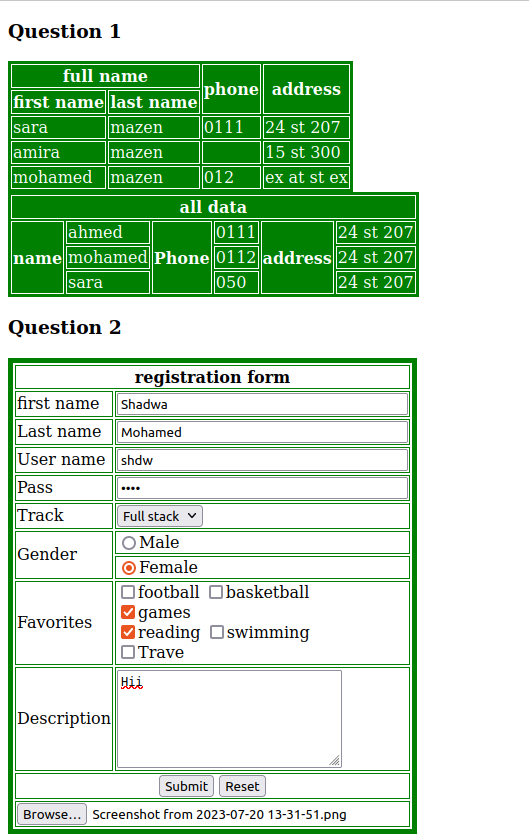 Question 1
full name phone address
first name last name
sara mazen 0111 24 st 207
amira mazen 15 st 300
mohamed mazen 012 ex at st ex
all data
name ahmed Phone 0111 address 24 st 207
mohamed 0112 24 st 207
sara 050 24 st 207
Question 2
registration form
first name Shadwa
Last name Mohamed
User name shdw
Pass ••••
Track Full stack
Gender Male
Female
Favorites football basketball
games
reading swimming
Trave
Description Hii
Submit Reset
Browse... Screenshot from 2023-07-20 13-31-51.png